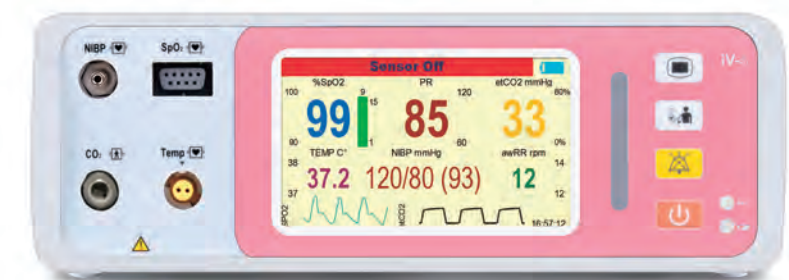 NIBP SpO₂
iV-
Sensor Off
%SpO2 PR etCO2 mmHg
100 9 15 120 80%
99 85 33
90 1 60 0%
CO₂ Temp
TEMP C° NIBP mmHg awRR rpm
38 14
37.2 120/80 (93) 12
37 12
SPO2 etCO2
16:57:12